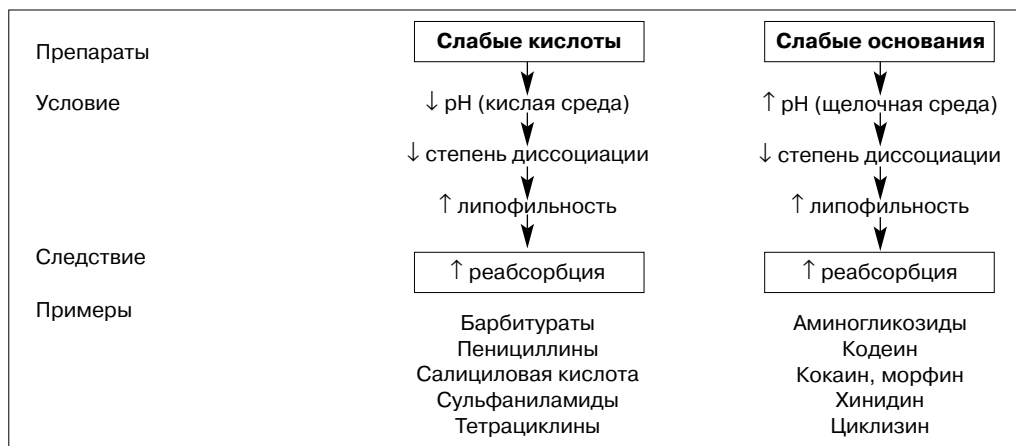 Препараты
Слабые кислоты
Слабые основания
Условие
↓ pH (кислая среда)
↑ pH (щелочная среда)
↓ степень диссоциации
↓ степень диссоциации
↑ липофильность
↑ липофильность
Следствие
↑ реабсорбция
↑ реабсорбция
Примеры
Барбитураты
Аминогликозиды
Пенициллины
Кодеин
Салициловая кислота
Кокаин, морфин
Сульфаниламиды
Хинидин
Тетрациклины
Циклизин